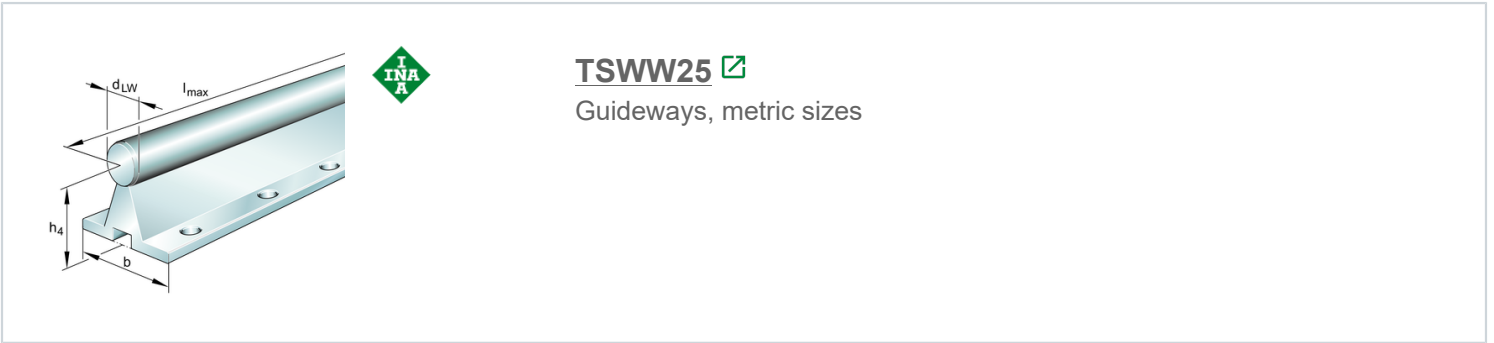 dLW
lmax
h4
b
I
INA
A
TSWW25
Guideways, metric sizes